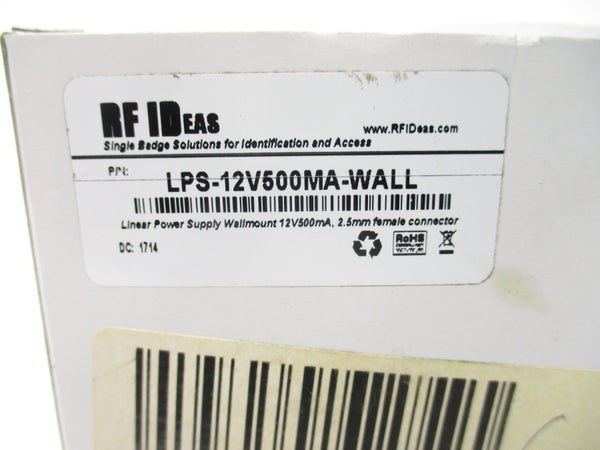 RF IDEAS
www.RFIDeas.com
Single Badge Solutions for Identification and Access
P/N:
LPS-12V500MA-WALL
Linear Power Supply Wallmount 12V500mA, 2.5mm female connector
DC: 1714
RoHS